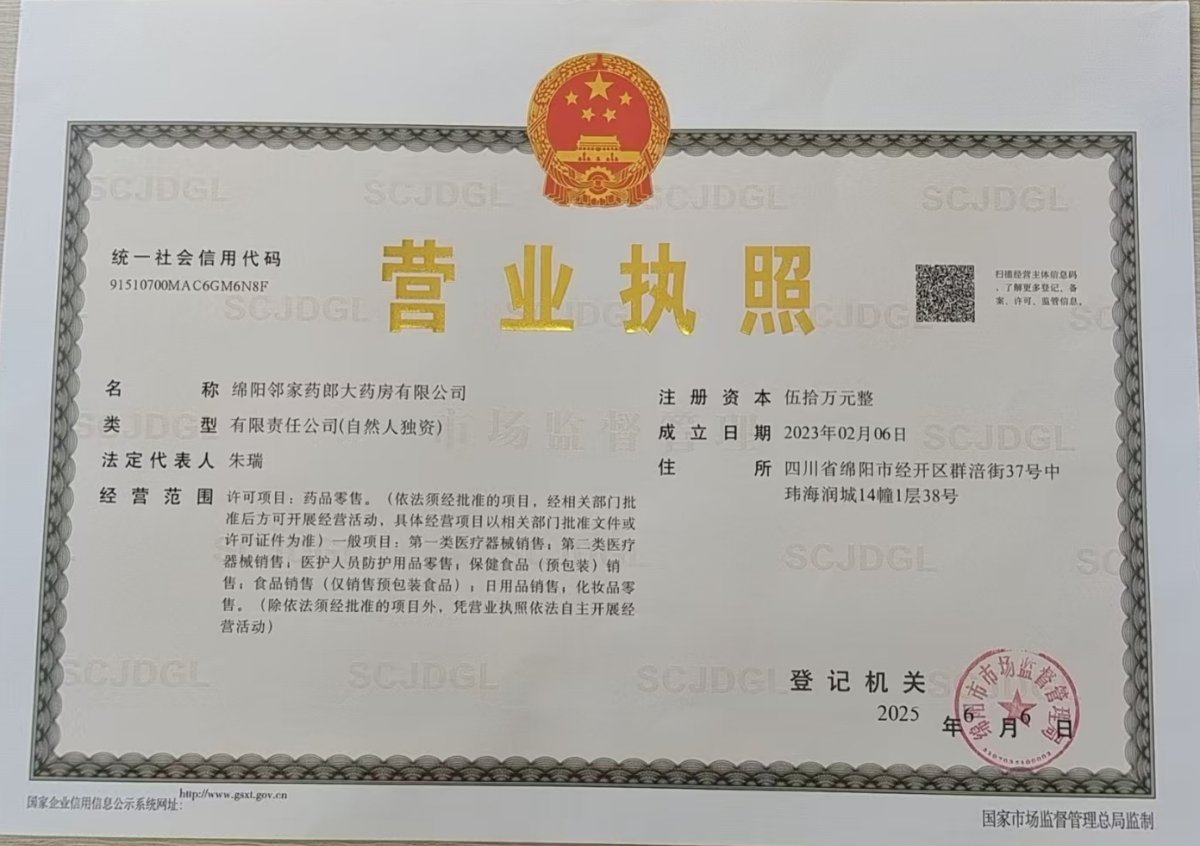 统一社会信用代码
91510700MAC6GM6N8F
营业执照
扫描经营主体信息码
，了解更多登记、备
案、许可、监管信息。
名称 绵阳邻家药郎大药房有限公司
类型 有限责任公司(自然人独资)
法定代表人 朱瑞
经营范围 许可项目：药品零售。（依法须经批准的项目，经相关部门批
准后方可开展经营活动，具体经营项目以相关部门批准文件或
许可证件为准）一般项目：第一类医疗器械销售；第二类医疗
器械销售；医护人员防护用品零售；保健食品（预包装）销
售；食品销售（仅销售预包装食品）；日用品销售；化妆品零
售。（除依法须经批准的项目外，凭营业执照依法自主开展经
营活动）
注册资本 伍拾万元整
成立日期 2023年02月06日
住所 四川省绵阳市经开区群涪街37号中
玮海润城14幢1层38号
登记机关
2025年6月6日
绵阳市市场监督管理局
国家企业信用信息公示系统网址：http://www.gsxt.gov.cn
国家市场监督管理总局监制
SCJDGL
市场监督管理